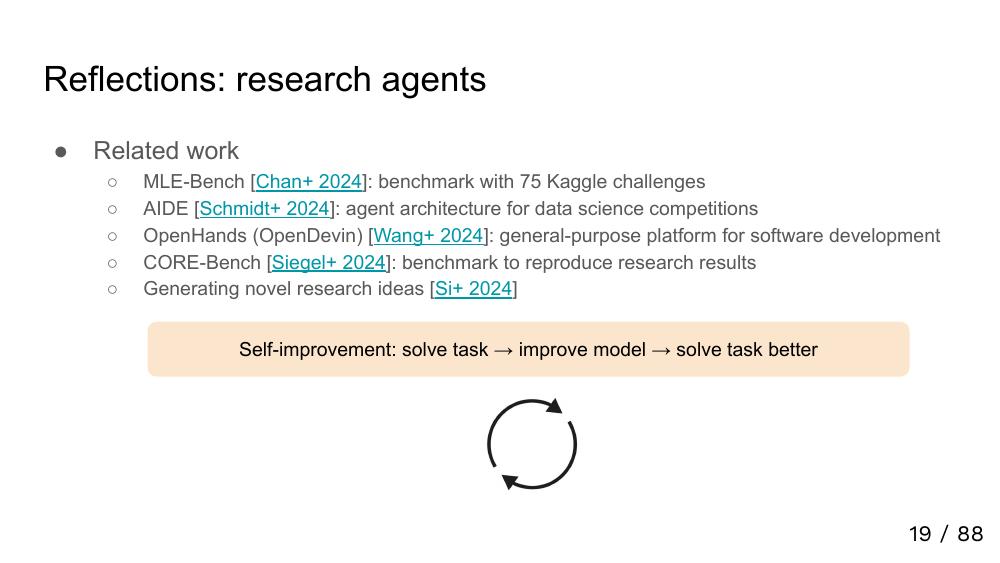 Reflections: research agents
● Related work
○ MLE-Bench [Chan+ 2024]: benchmark with 75 Kaggle challenges
○ AIDE [Schmidt+ 2024]: agent architecture for data science competitions
○ OpenHands (OpenDevin) [Wang+ 2024]: general-purpose platform for software development
○ CORE-Bench [Siegel+ 2024]: benchmark to reproduce research results
○ Generating novel research ideas [Si+ 2024]
Self-improvement: solve task → improve model → solve task better
19 / 88